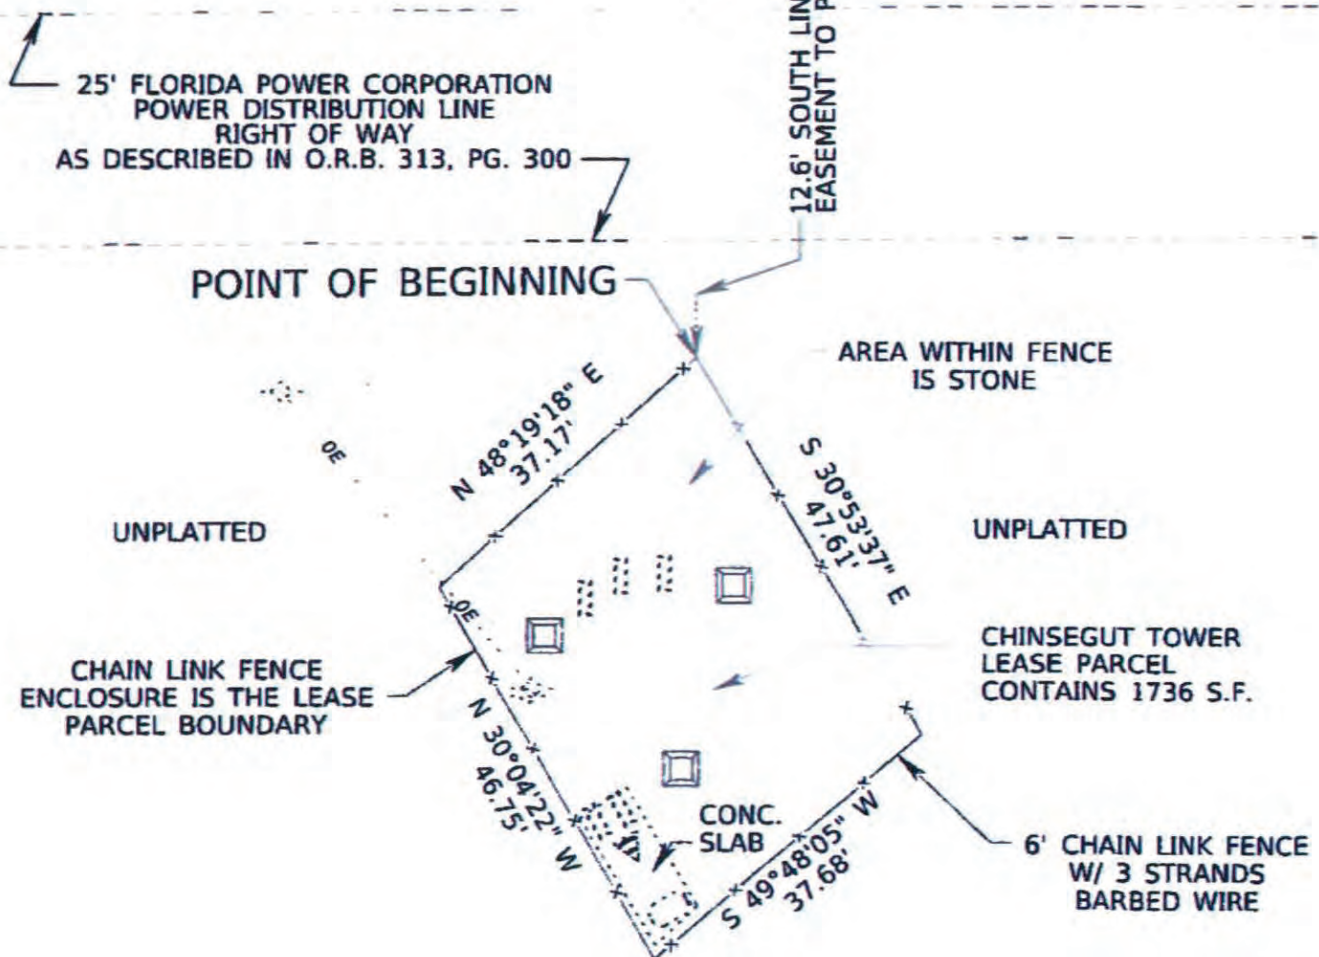 25' FLORIDA POWER CORPORATION
POWER DISTRIBUTION LINE
RIGHT OF WAY
AS DESCRIBED IN O.R.B. 313, PG. 300
12.6' SOUTH
EASEMENT TO
POINT OF BEGINNING
AREA WITHIN FENCE
IS STONE
N 48°19'18" E
37.17'
S 30°53'37" E
47.61'
OE
UNPLATTED
UNPLATTED
OE
CHINSEGUT TOWER
LEASE PARCEL
CONTAINS 1736 S.F.
CHAIN LINK FENCE
ENCLOSURE IS THE LEASE
PARCEL BOUNDARY
N 30°04'22" W
46.75'
CONC.
SLAB
S 49°48'05" W
37.68'
6' CHAIN LINK FENCE
W/ 3 STRANDS
BARBED WIRE